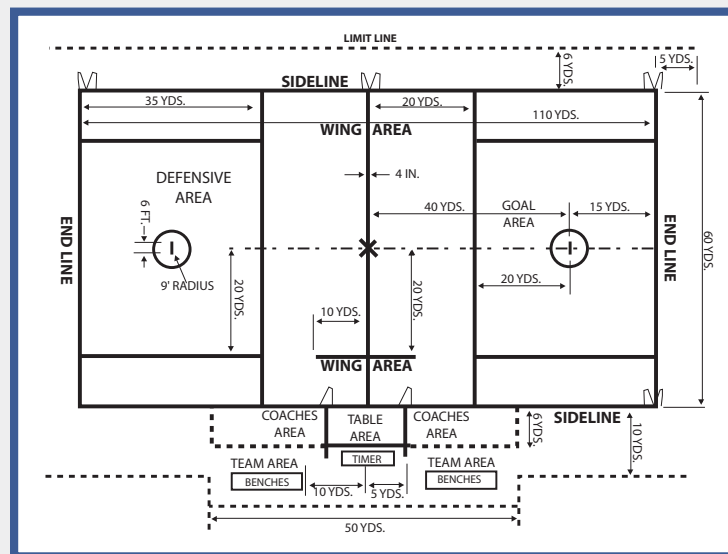 LIMIT LINE
6 YDS.
5 YDS.
SIDELINE
35 YDS.
20 YDS.
110 YDS.
WING AREA
DEFENSIVE
AREA
4 IN.
40 YDS.
GOAL
AREA
15 YDS.
6 FT.
END LINE
END LINE
60 YDS.
9' RADIUS
20 YDS.
20 YDS.
20 YDS.
10 YDS.
WING AREA
COACHES
AREA
TABLE
AREA
COACHES
AREA
6 YDS.
SIDELINE
10 YDS.
TEAM AREA
TIMER
TEAM AREA
BENCHES
10 YDS.
5 YDS.
BENCHES
50 YDS.